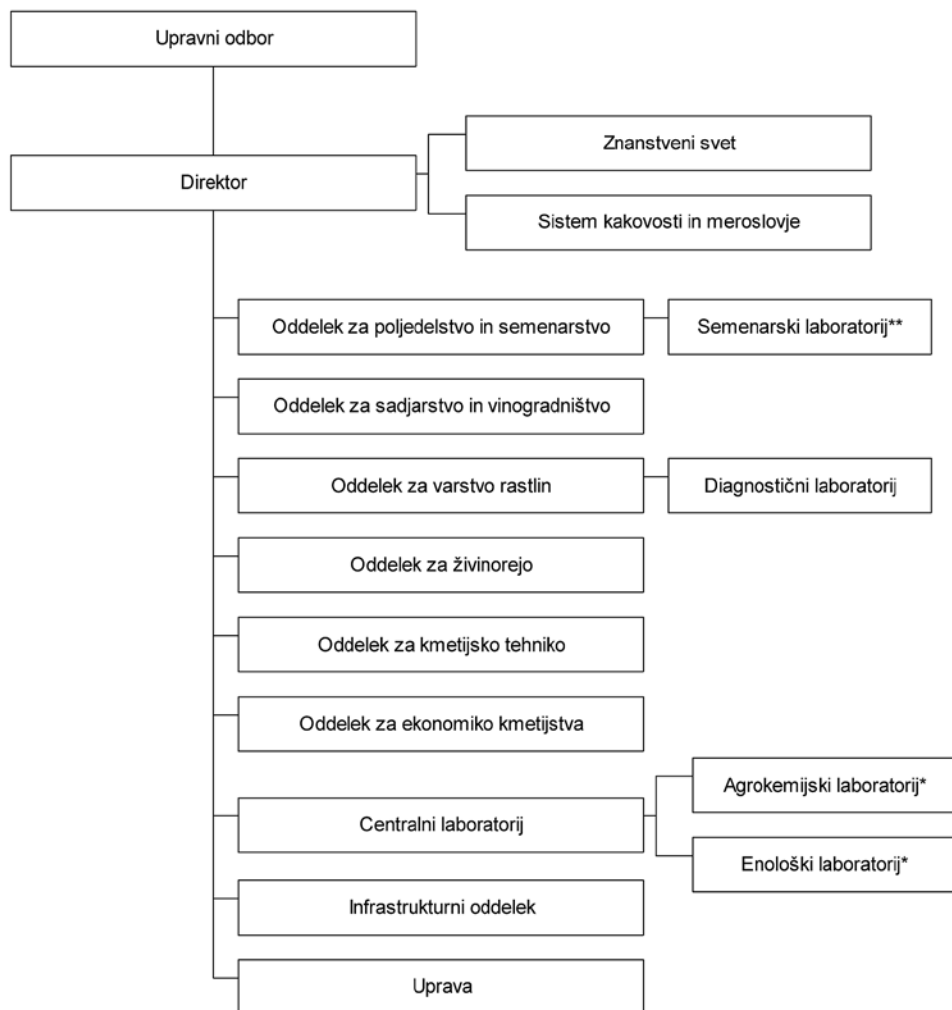 Upravni odbor
Znanstveni svet
Direktor
Sistem kakovosti in meroslovje
Oddelek za poljedelstvo in semenarstvo
Semenarski laboratorij**
Oddelek za sadjarstvo in vinogradništvo
Oddelek za varstvo rastlin
Diagnostični laboratorij
Oddelek za živinorejo
Oddelek za kmetijsko tehniko
Oddelek za ekonomiko kmetijstva
Centralni laboratorij
Agrokemijski laboratorij*
Enološki laboratorij*
Infrastrukturni oddelek
Uprava